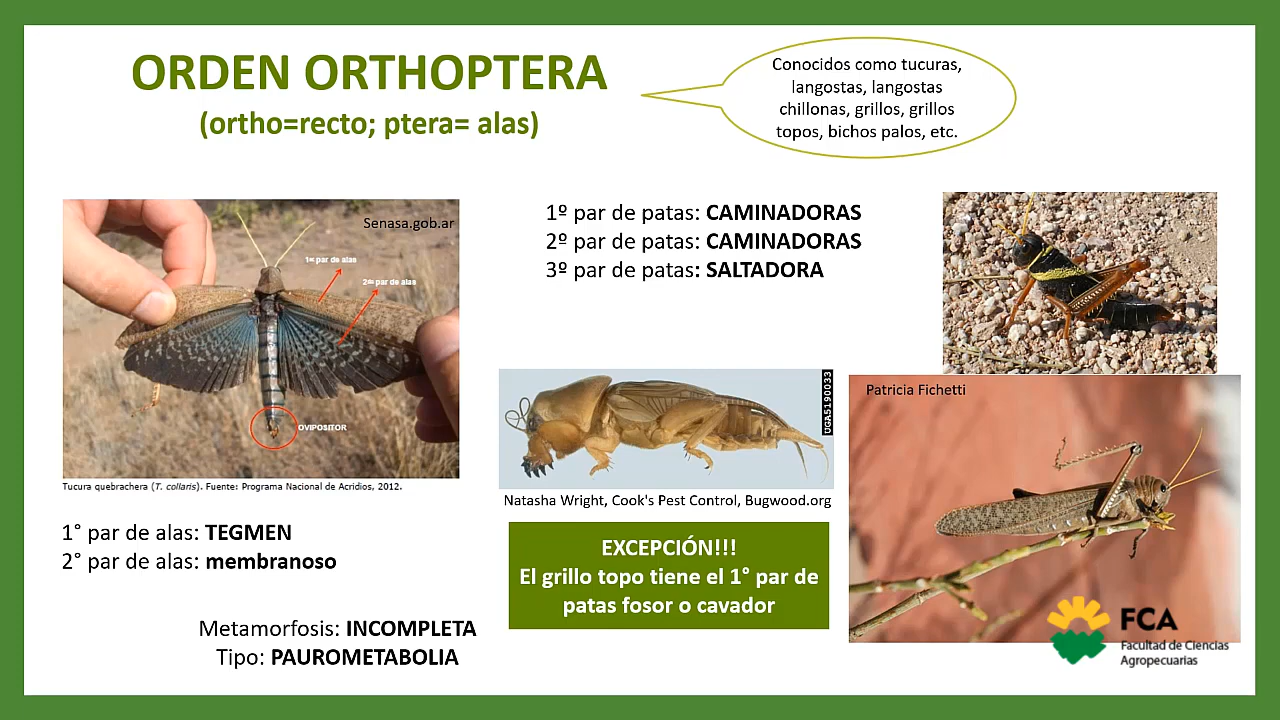 ORDEN ORTHOPTERA
(ortho=recto; ptera= alas)
Conocidos como tucuras,
langostas, langostas
chillonas, grillos, grillos
topos, bichos palos, etc.
Senasa.gob.ar
1er par de alas
2do par de alas
OVIPOSITOR
Tucura quebrachera (T. collaris). Fuente: Programa Nacional de Acridios, 2012.
1º par de patas: CAMINADORAS
2º par de patas: CAMINADORAS
3º par de patas: SALTADORA
UGA5190033
Natasha Wright, Cook's Pest Control, Bugwood.org
Patricia Fichetti
1° par de alas: TEGMEN
2° par de alas: membranoso
EXCEPCIÓN!!!
El grillo topo tiene el 1° par de
patas fosor o cavador
Metamorfosis: INCOMPLETA
Tipo: PAUROMETABOLIA
FCA
Facultad de Ciencias
Agropecuarias